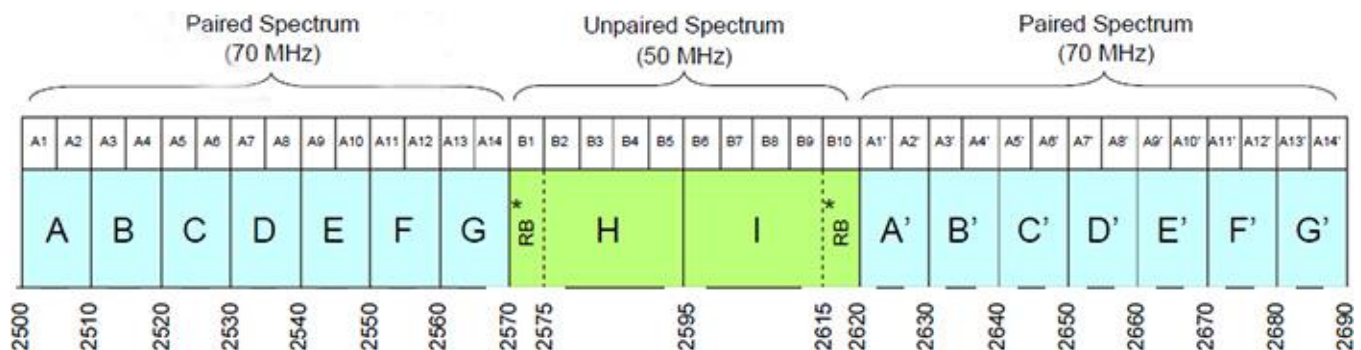 Paired Spectrum Unpaired Spectrum Paired Spectrum
(70 MHz) (50 MHz) (70 MHz)
A1 A2 A3 A4 A5 A6 A7 A8 A9 A10 A11 A12 A13 A14 B1 B2 B3 B4 B5 B6 B7 B8 B9 B10 A1' A2' A3' A4' A5' A6' A7' A8' A9' A10' A11' A12' A13' A14'
A B C D E F G RB* H I RB* A' B' C' D' E' F' G'
2500 2510 2520 2530 2540 2550 2560 2570 2575 2595 2615 2620 2630 2640 2650 2660 2670 2680 2690